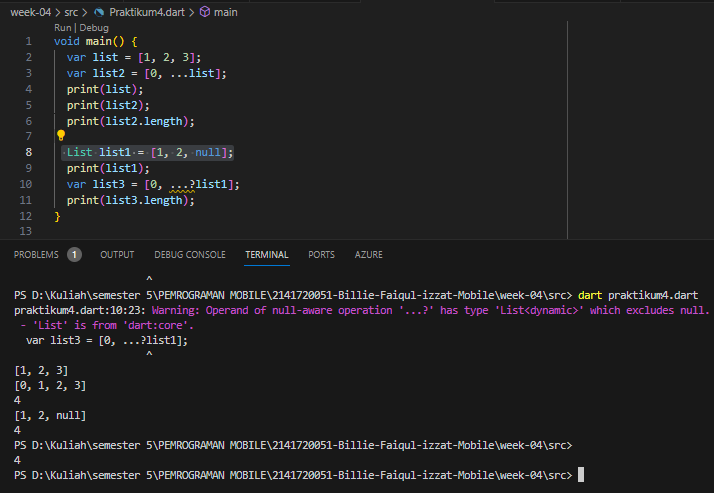 week-04 > src > Praktikum4.dart > main
Run | Debug
1 void main() {
2 var list = [1, 2, 3];
3 var list2 = [0, ...list];
4 print(list);
5 print(list2);
6 print(list2.length);
7
8 List list1 = [1, 2, null];
9 print(list1);
10 var list3 = [0, ...?list1];
11 print(list3.length);
12 }
13
PROBLEMS 1 OUTPUT DEBUG CONSOLE TERMINAL PORTS AZURE
^
PS D:\Kuliah\semester 5\PEMROGRAMAN MOBILE\2141720051-Billie-Faiqul-izzat-Mobile\week-04\src> dart praktikum4.dart
praktikum4.dart:10:23: Warning: Operand of null-aware operation '...?' has type 'List<dynamic>' which excludes null.
- 'List' is from 'dart:core'.
var list3 = [0, ...?list1];
^
[1, 2, 3]
[0, 1, 2, 3]
4
[1, 2, null]
4
PS D:\Kuliah\semester 5\PEMROGRAMAN MOBILE\2141720051-Billie-Faiqul-izzat-Mobile\week-04\src>
4
PS D:\Kuliah\semester 5\PEMROGRAMAN MOBILE\2141720051-Billie-Faiqul-izzat-Mobile\week-04\src>